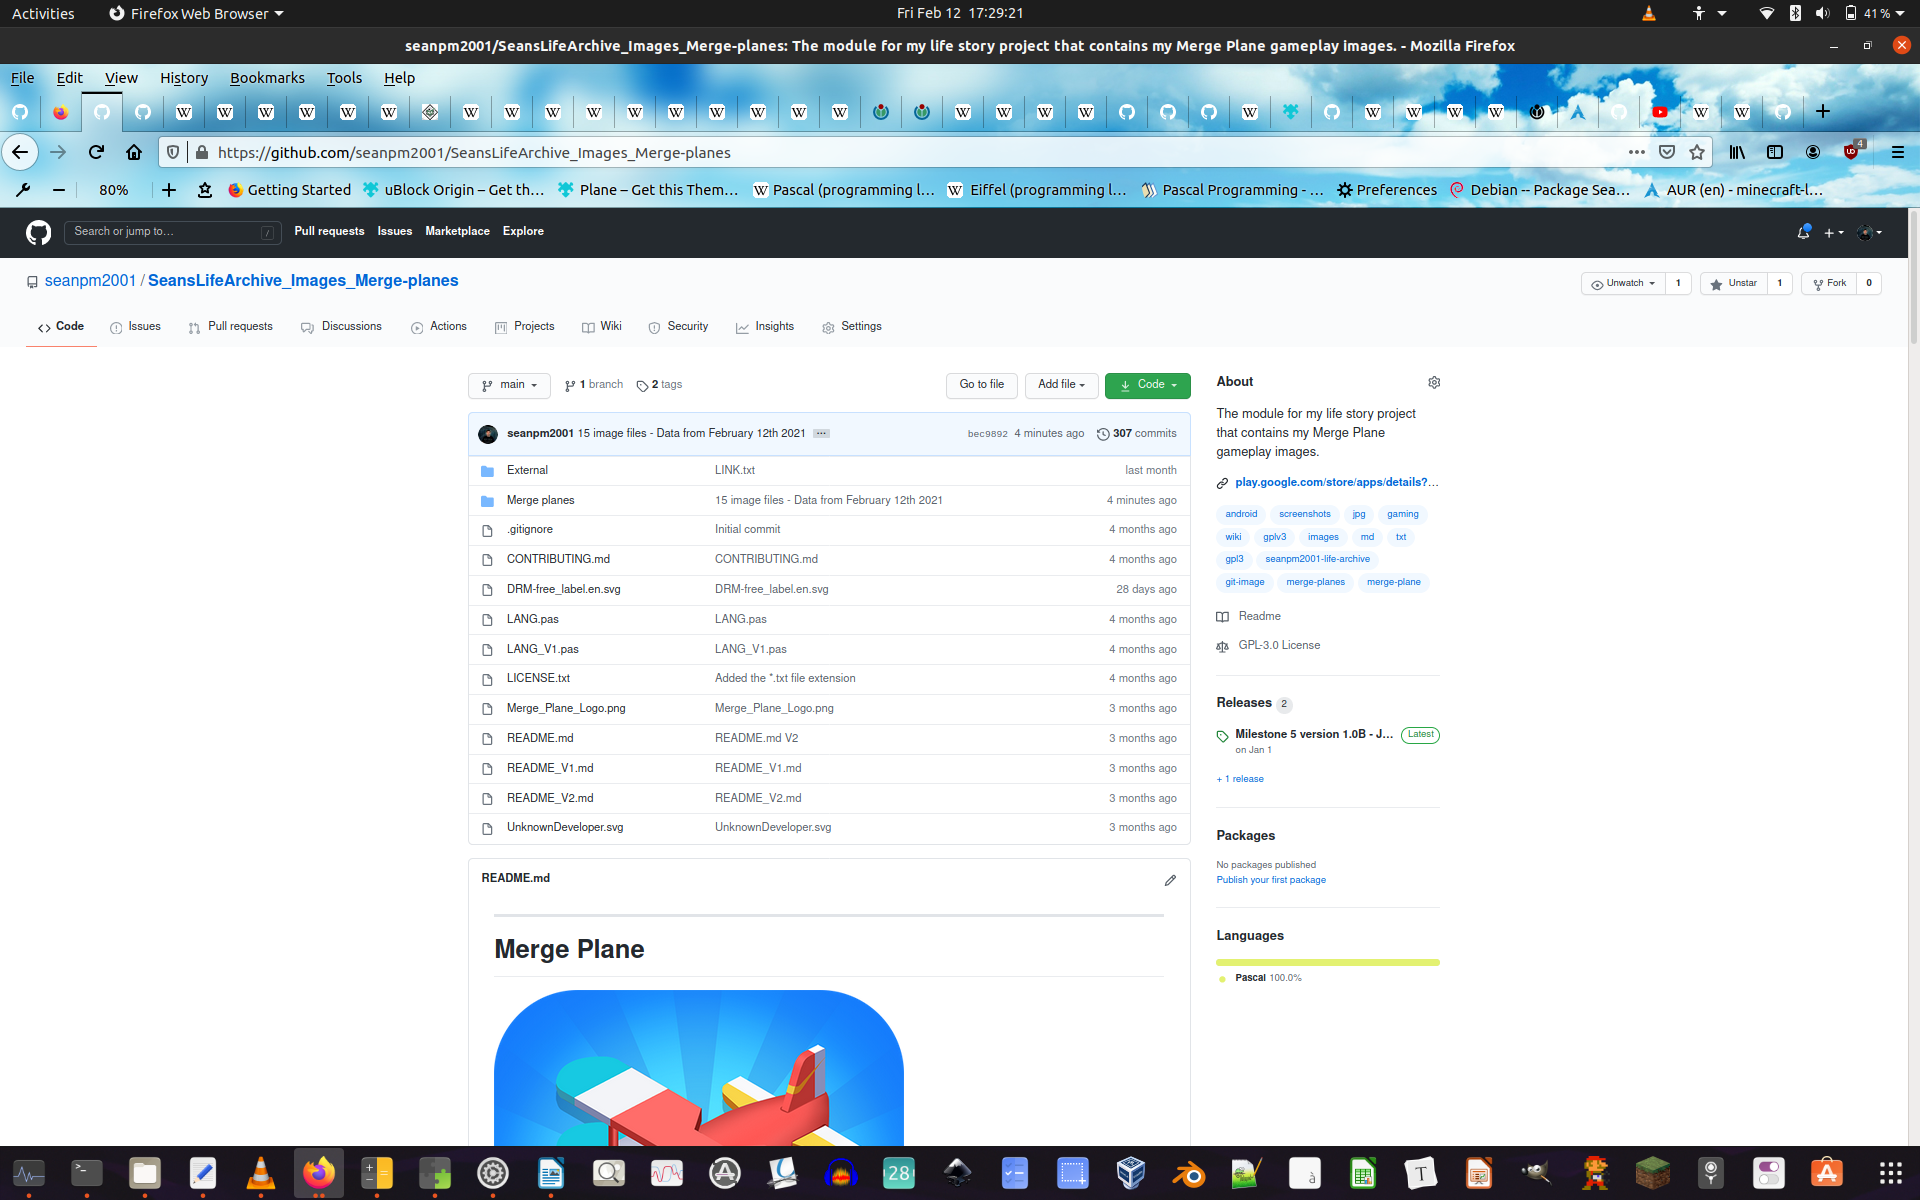 Activities Firefox Web Browser Fri Feb 12 17:29:21 41 %
seanpm2001/SeansLifeArchive_Images_Merge-planes: The module for my life story project that contains my Merge Plane gameplay images. - Mozilla Firefox
File Edit View History Bookmarks Tools Help
https://github.com/seanpm2001/SeansLifeArchive_Images_Merge-planes 4
80% Getting Started uBlock Origin – Get th… Plane – Get this Them… Pascal (programming l… Eiffel (programming l… Pascal Programming - … Preferences Debian -- Package Sea… AUR (en) - minecraft-l…
Search or jump to… / Pull requests Issues Marketplace Explore
seanpm2001 / SeansLifeArchive_Images_Merge-planes Unwatch 1 Unstar 1 Fork 0
Code Issues Pull requests Discussions Actions Projects Wiki Security Insights Settings
main 1 branch 2 tags Go to file Add file Code
seanpm2001 15 image files - Data from February 12th 2021 bec9892 4 minutes ago 307 commits
External LINK.txt last month
Merge planes 15 image files - Data from February 12th 2021 4 minutes ago
.gitignore Initial commit 4 months ago
CONTRIBUTING.md CONTRIBUTING.md 4 months ago
DRM-free_label.en.svg DRM-free_label.en.svg 28 days ago
LANG.pas LANG.pas 4 months ago
LANG_V1.pas LANG_V1.pas 4 months ago
LICENSE.txt Added the *.txt file extension 4 months ago
Merge_Plane_Logo.png Merge_Plane_Logo.png 3 months ago
README.md README.md V2 3 months ago
README_V1.md README_V1.md 3 months ago
README_V2.md README_V2.md 3 months ago
UnknownDeveloper.svg UnknownDeveloper.svg 3 months ago
README.md
Merge Plane
About
The module for my life story project
that contains my Merge Plane
gameplay images.
play.google.com/store/apps/details?…
android screenshots jpg gaming
wiki gplv3 images md txt
gpl3 seanpm2001-life-archive
git-image merge-planes merge-plane
Readme
GPL-3.0 License
Releases 2
Milestone 5 version 1.0B - J… Latest
on Jan 1
+ 1 release
Packages
No packages published
Publish your first package
Languages
Pascal 100.0%
28